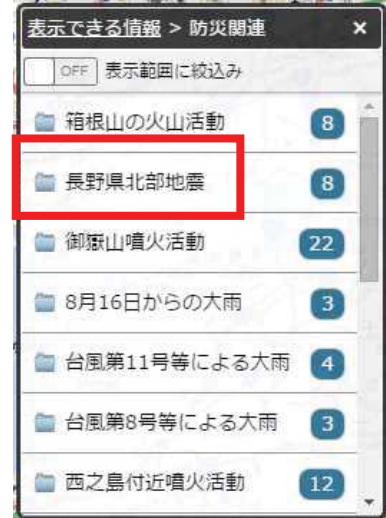 表示できる情報 > 防災関連 ×
OFF 表示範囲に絞込み
箱根山の火山活動 8
長野県北部地震 8
御嶽山噴火活動 22
8月16日からの大雨 3
台風第11号等による大雨 4
台風第8号等による大雨 3
西之島付近噴火活動 12